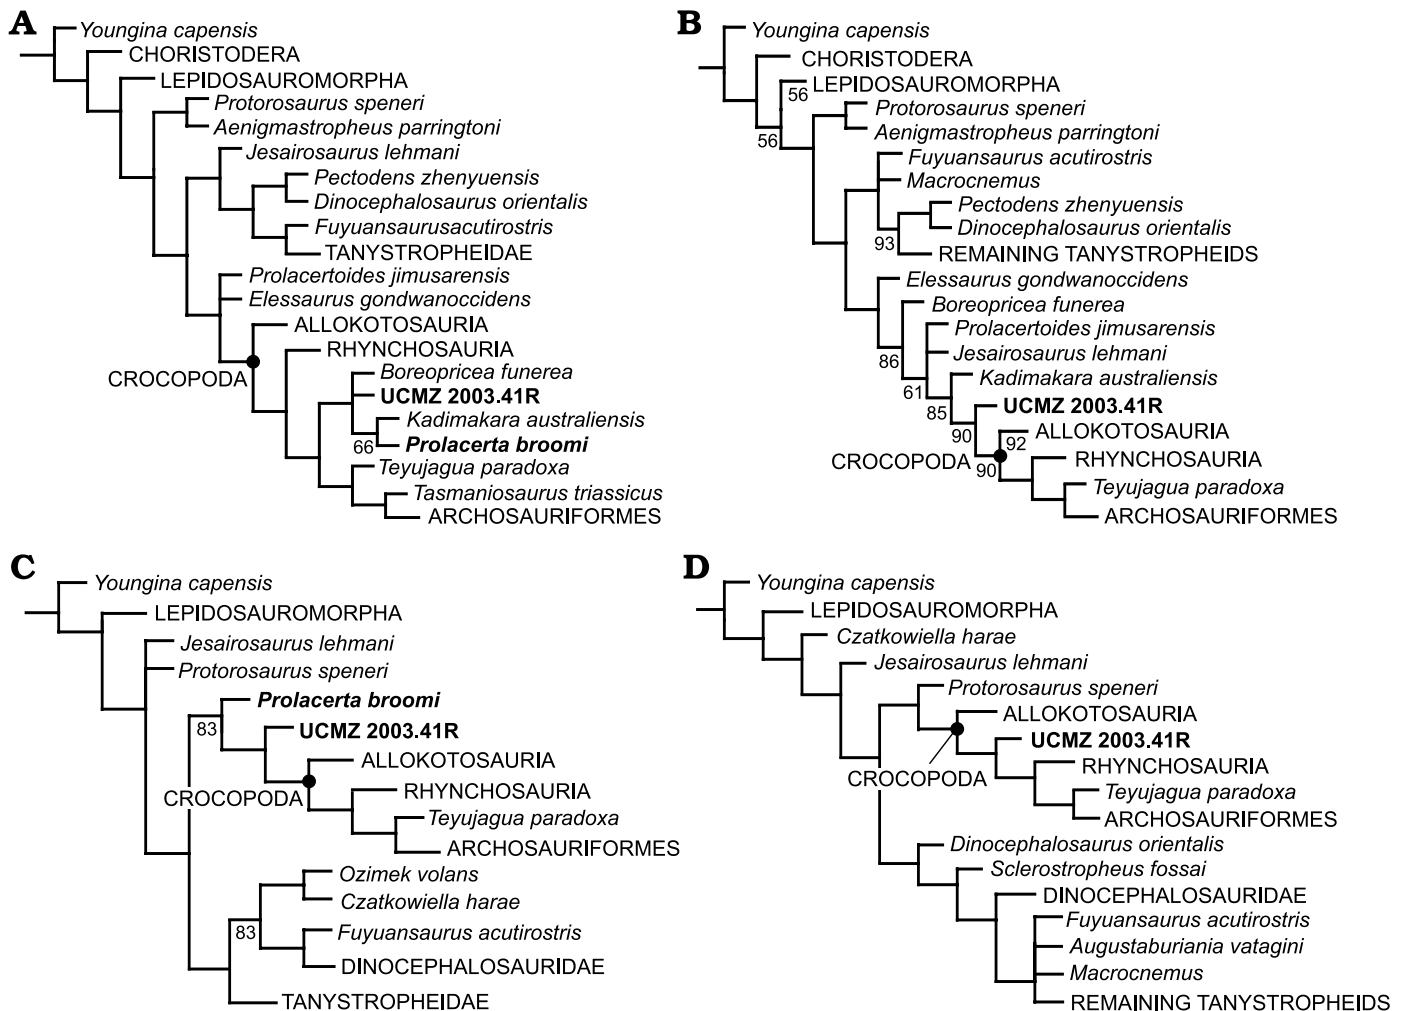 A
Youngina capensis
CHORISTODERA
LEPIDOSAUROMORPHA
Protorosaurus speneri
Aenigmastropheus parringtoni
Jesairosaurus lehmani
Pectodens zhenyuensis
Dinocephalosaurus orientalis
Fuyuansaurusacutirostris
TANYSTROPHEIDAE
Prolacertoides jimusarensis
Elessaurus gondwanoccidens
ALLOKOTOSAURIA
RHYNCHOSAURIA
CROCOPODA
Boreopricea funerea
UCMZ 2003.41R
Kadimakara australiensis
66
Prolacerta broomi
Teyujagua paradoxa
Tasmaniosaurus triassicus
ARCHOSAURIFORMES
B
Youngina capensis
CHORISTODERA
LEPIDOSAUROMORPHA
56
Protorosaurus speneri
56
Aenigmastropheus parringtoni
Fuyuansaurus acutirostris
Macrocnemus
Pectodens zhenyuensis
Dinocephalosaurus orientalis
93
REMAINING TANYSTROPHEIDS
Elessaurus gondwanoccidens
Boreopricea funerea
Prolacertoides jimusarensis
86
Jesairosaurus lehmani
Kadimakara australiensis
61
85
UCMZ 2003.41R
90
ALLOKOTOSAURIA
92
CROCOPODA
90
RHYNCHOSAURIA
Teyujagua paradoxa
ARCHOSAURIFORMES
C
Youngina capensis
LEPIDOSAUROMORPHA
Jesairosaurus lehmani
Protorosaurus speneri
Prolacerta broomi
83
UCMZ 2003.41R
ALLOKOTOSAURIA
CROCOPODA
RHYNCHOSAURIA
Teyujagua paradoxa
ARCHOSAURIFORMES
Ozimek volans
Czatkowiella harae
83
Fuyuansaurus acutirostris
DINOCEPHALOSAURIDAE
TANYSTROPHEIDAE
D
Youngina capensis
LEPIDOSAUROMORPHA
Czatkowiella harae
Jesairosaurus lehmani
Protorosaurus speneri
ALLOKOTOSAURIA
UCMZ 2003.41R
CROCOPODA
RHYNCHOSAURIA
Teyujagua paradoxa
ARCHOSAURIFORMES
Dinocephalosaurus orientalis
Sclerostropheus fossai
DINOCEPHALOSAURIDAE
Fuyuansaurus acutirostris
Augustaburiania vatagini
Macrocnemus
REMAINING TANYSTROPHEIDS